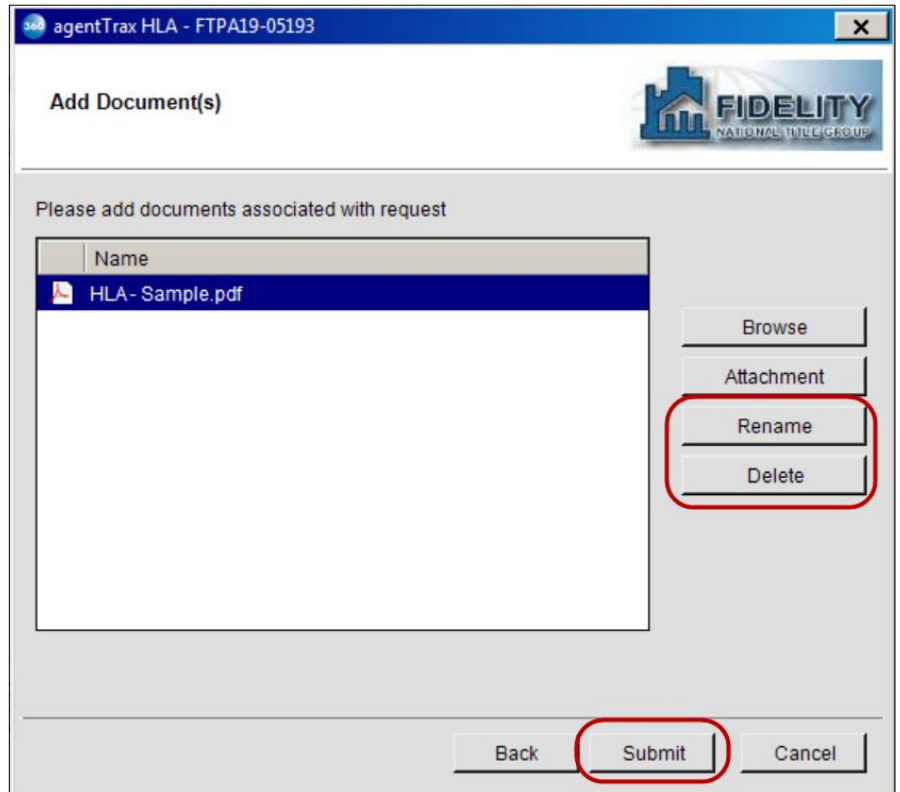 360 agentTrax HLA - FTPA19-05193
Add Document(s)
FIDELITY
NATIONAL TITLE GROUP
Please add documents associated with request
Name
HLA- Sample.pdf
Browse
Attachment
Rename
Delete
Back Submit Cancel